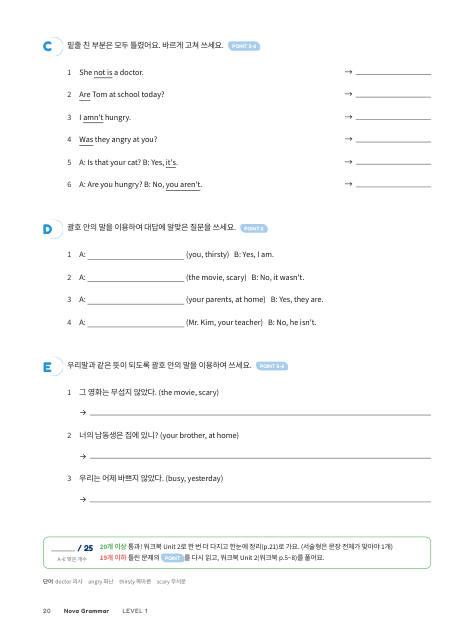 C 밑줄 친 부분은 모두 틀렸어요. 바르게 고쳐 쓰세요. POINT 3-4
1 She not is a doctor. →
2 Are Tom at school today? →
3 I amn't hungry. →
4 Was they angry at you? →
5 A: Is that your cat? B: Yes, it's. →
6 A: Are you hungry? B: No, you aren't. →
D 괄호 안의 말을 이용하여 대답에 알맞은 질문을 쓰세요.
1 A: (you, thirsty) B: Yes, I am.
2 A: (the movie, scary) B: No, it wasn't.
3 A: (your parents, at home) B: Yes, they are.
4 A: (Mr. Kim, your teacher) B: No, he isn't.
E 우리말과 같은 뜻이 되도록 괄호 안의 말을 이용하여 쓰세요. POINT 3-4
1 그 영화는 무섭지 않았다. (the movie, scary)
→
2 너의 남동생은 집에 있니? (your brother, at home)
→
3 우리는 어제 바쁘지 않았다. (busy, yesterday)
→
/ 25 20개 이상 통과! 워크북 Unit 2로 한 번 더 다지고 한눈에 정리(p.21)로 가요. (서술형은 문장 전체가 맞아야 1개)
A-E 맞은 개수 19개 이하 틀린 문제의 POINT 를 다시 읽고, 워크북 Unit 2(워크북 p.5~8)를 풀어요.
단어 doctor 의사 angry 화난 thirsty 목마른 scary 무서운
20 Nova Grammar LEVEL 1